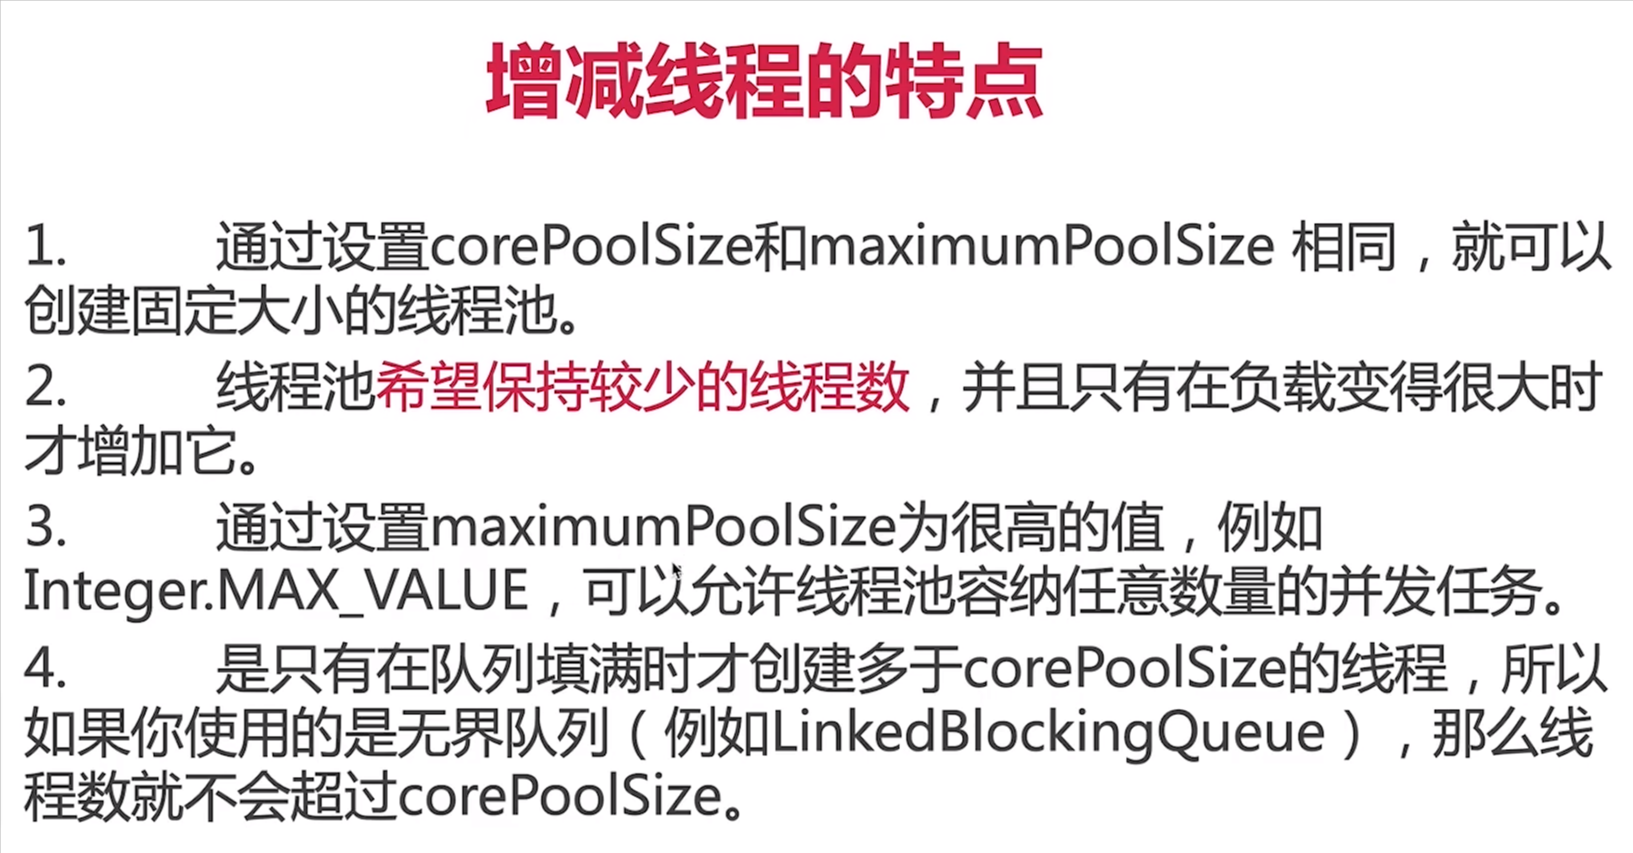 增减线程的特点
1. 通过设置corePoolSize和maximumPoolSize 相同，就可以
创建固定大小的线程池。
2. 线程池希望保持较少的线程数，并且只有在负载变得很大时
才增加它。
3. 通过设置maximumPoolSize为很高的值，例如
Integer.MAX_VALUE，可以允许线程池容纳任意数量的并发任务。
4. 是只有在队列填满时才创建多于corePoolSize的线程，所以
如果你使用的是无界队列（例如LinkedBlockingQueue），那么线
程数就不会超过corePoolSize。